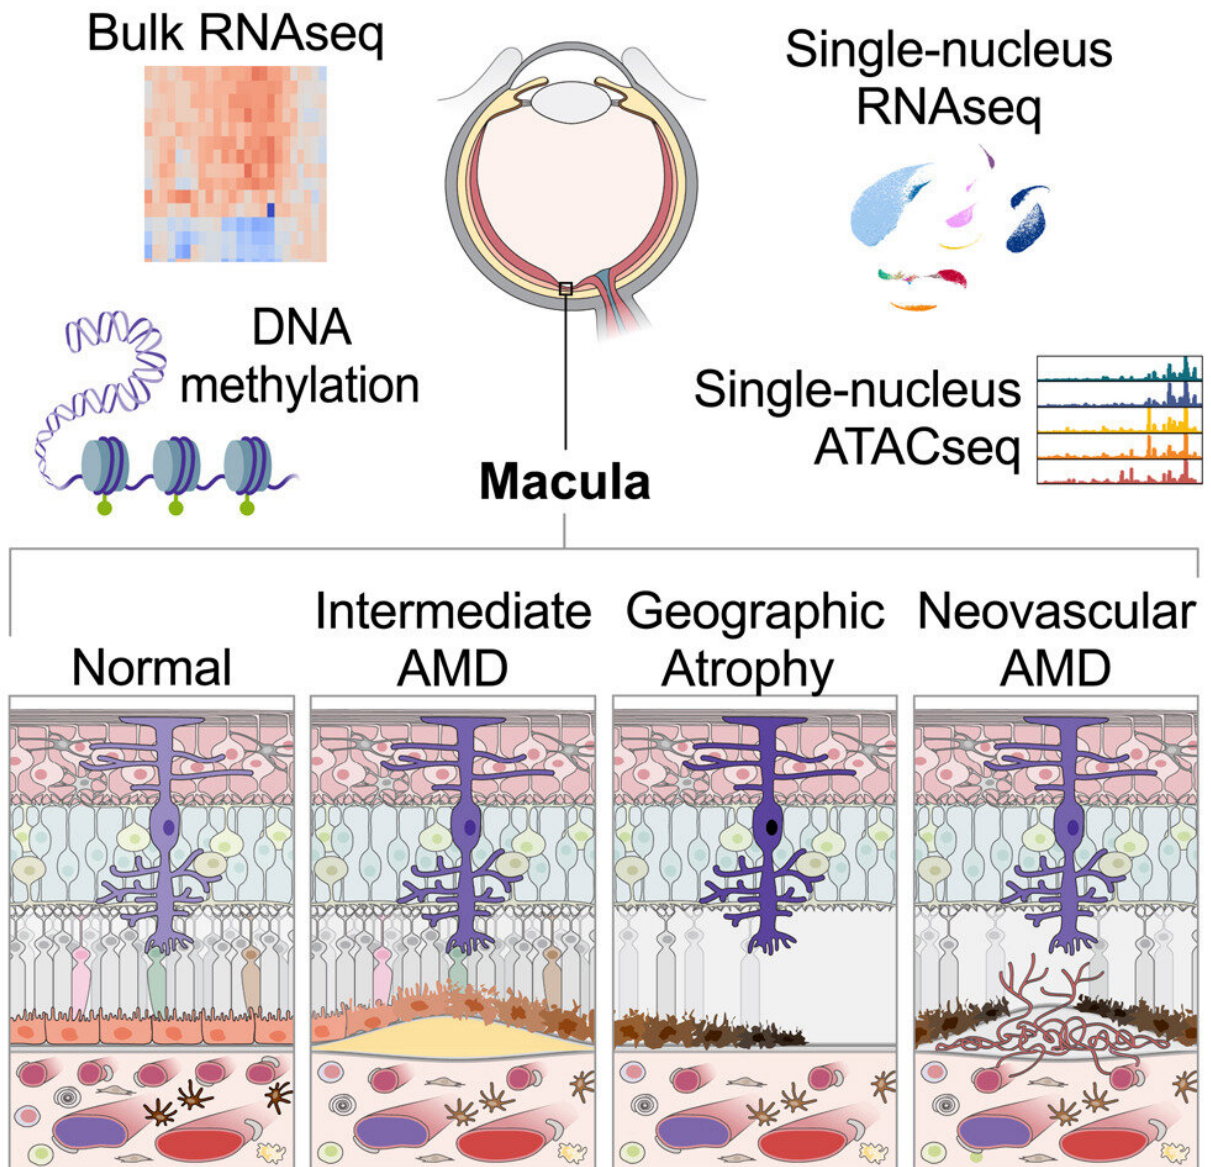 Bulk RNAseq
Single-nucleus
RNAseq
DNA
methylation
Single-nucleus
ATACseq
Macula
Normal
Intermediate
AMD
Geographic
Atrophy
Neovascular
AMD